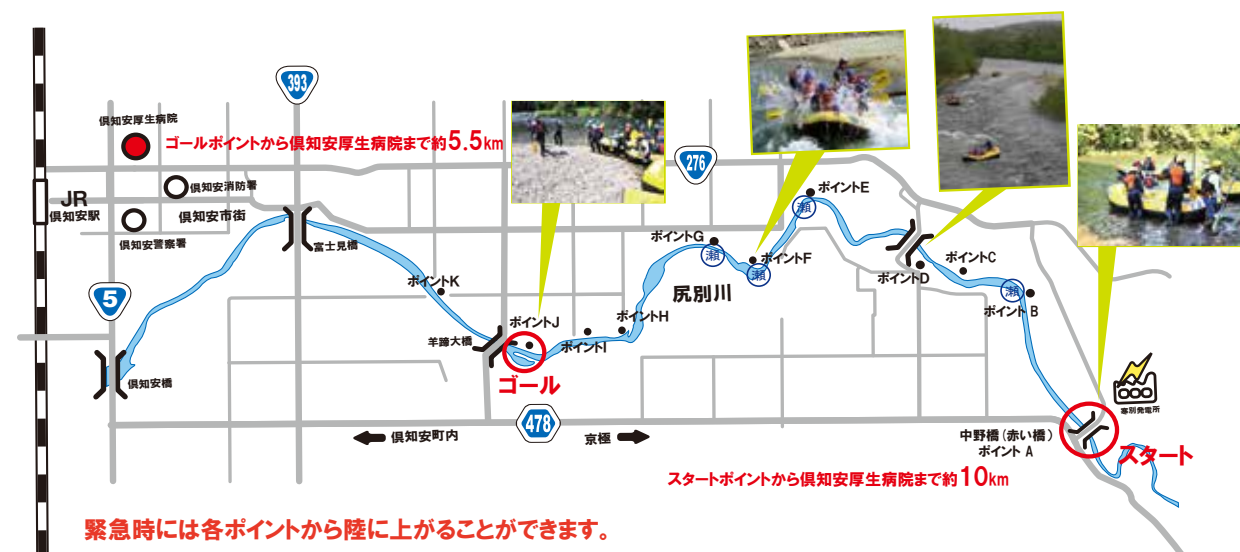 393
倶知安厚生病院
ゴールポイントから倶知安厚生病院まで約5.5km
276
JR
倶知安駅
倶知安消防署
倶知安市街
倶知安警察署
富士見橋
ポイントE
ポイントG
ポイントF
ポイントC
ポイントD
瀬
瀬
瀬
瀬
尻別川
ポイントB
ポイントK
5
ポイントJ
ポイントI
ポイントH
羊蹄大橋
ゴール
倶知安橋
寒別発電所
478
倶知安町内
京極
中野橋(赤い橋)
ポイントA
スタート
スタートポイントから倶知安厚生病院まで約10km
緊急時には各ポイントから陸に上がることができます。